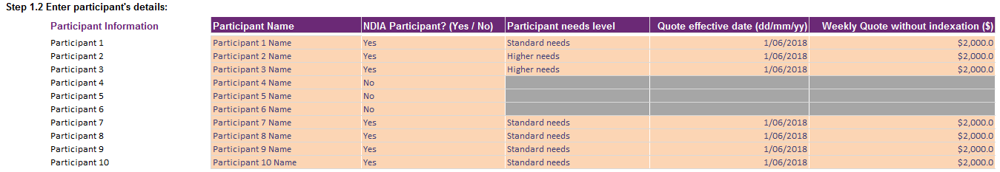 Step 1.2 Enter participant's details:
Participant Information Participant Name NDIA Participant? (Yes / No) Participant needs level Quote effective date (dd/mm/yy) Weekly Quote without indexation ($)
Participant 1 Participant 1 Name Yes Standard needs 1/06/2018 $2,000.0
Participant 2 Participant 2 Name Yes Higher needs 1/06/2018 $2,000.0
Participant 3 Participant 3 Name Yes Higher needs 1/06/2018 $2,000.0
Participant 4 Participant 4 Name No
Participant 5 Participant 5 Name No
Participant 6 Participant 6 Name No
Participant 7 Participant 7 Name Yes Standard needs 1/06/2018 $2,000.0
Participant 8 Participant 8 Name Yes Standard needs 1/06/2018 $2,000.0
Participant 9 Participant 9 Name Yes Standard needs 1/06/2018 $2,000.0
Participant 10 Participant 10 Name Yes Standard needs 1/06/2018 $2,000.0